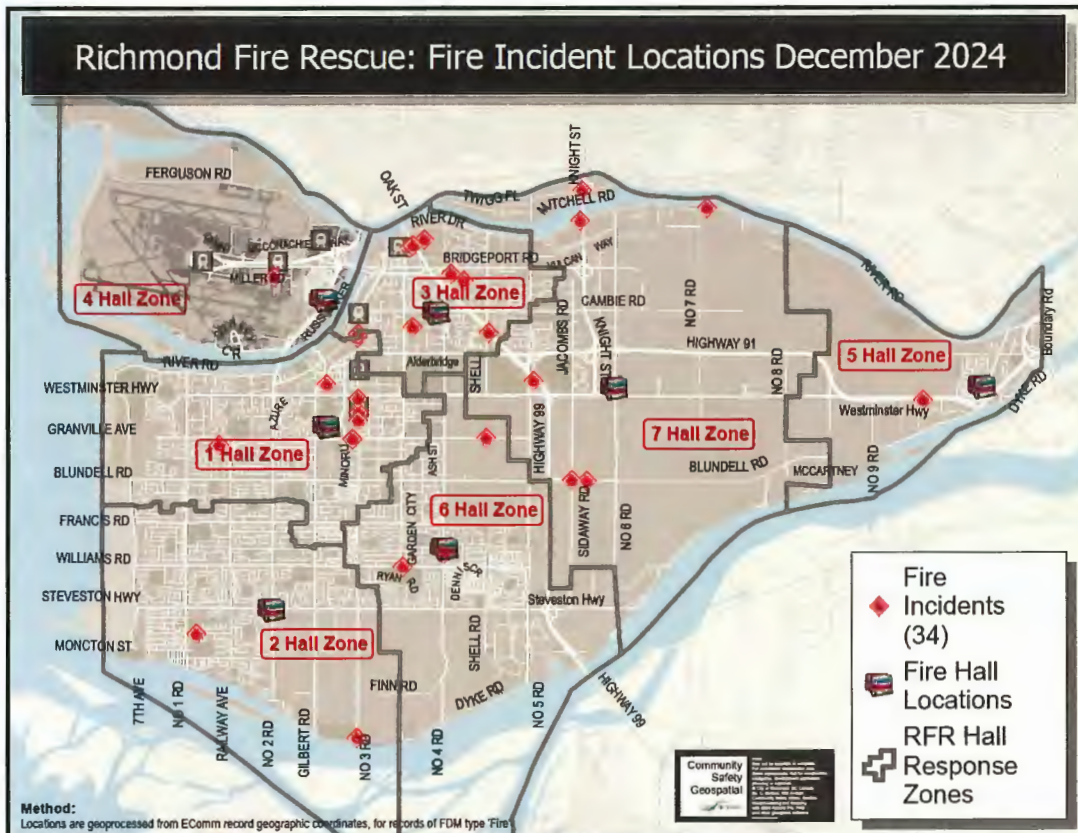 Richmond Fire Rescue: Fire Incident Locations December 2024
FERGUSON RD
OAK ST
KNIGHT ST
TWIGG PL
MITCHELL RD
RIVER DR
MILLER RD
BRIDGEPORT RD
VULCAN WAY
4 Hall Zone
3 Hall Zone
CAMBIE RD
NO 7 RD
RIVER RD
Boundary Rd
RIVER RD
Alderbridge
SHELL
JACOMBS RD
HIGHWAY 91
NO 8 RD
5 Hall Zone
DYKE RD
WESTMINSTER HWY
AZURE
Westminster Hwy
GRANVILLE AVE
1 Hall Zone
MINORU
ASH ST
HIGHWAY 99
7 Hall Zone
BLUNDELL RD
BLUNDELL RD
MCCARTNEY
NO 9 RD
FRANCIS RD
GARDEN CITY
6 Hall Zone
SIDAWAY RD
NO 6 RD
WILLIAMS RD
RYAN RD
STEVESTON HWY
Steveston Hwy
MONCTON ST
2 Hall Zone
SHELL RD
FINN RD
DYKE RD
HIGHWAY 99
7TH AVE
NO 1 RD
RAILWAY AVE
NO 2 RD
GILBERT RD
NO 3 RD
NO 4 RD
NO 5 RD
Fire
Incidents
(34)
Fire Hall
Locations
RFR Hall
Response
Zones
Community
Safety
Geospatial
Method:
Locations are geoprocessed from EComm record geographic coordinates, for records of FDM type 'Fire'